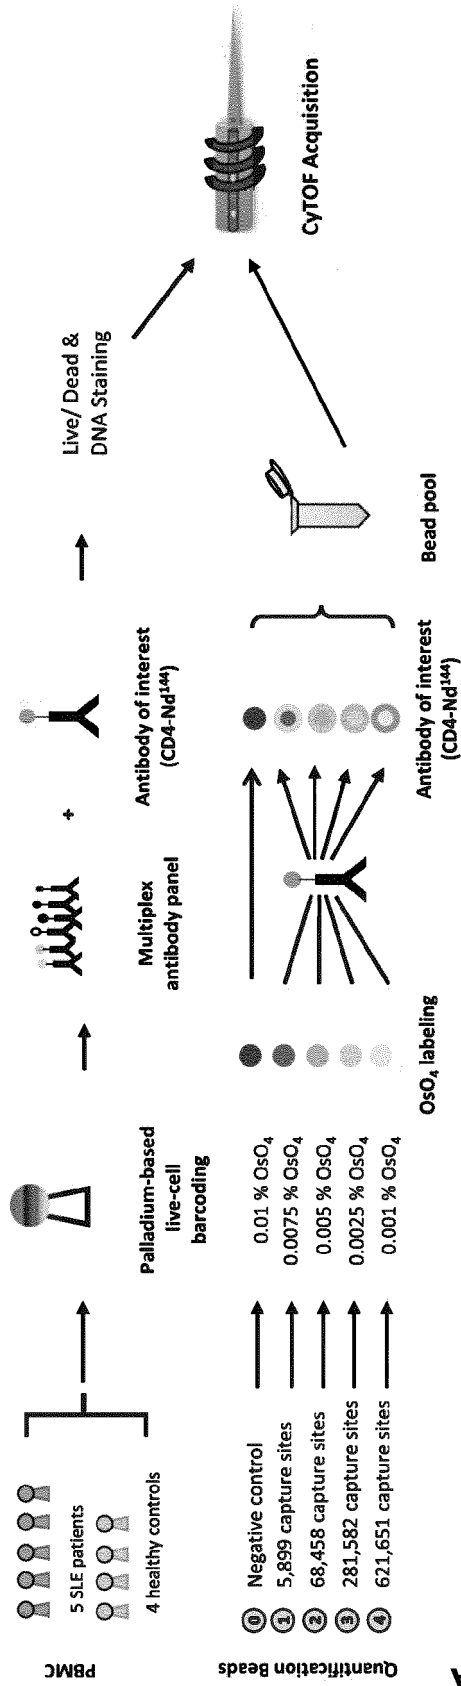 A
PBMC
5 SLE patients
4 healthy controls
Palladium-based
live-cell
barcoding
Multiplex
antibody panel
+
Antibody of interest
(CD4-Nd¹⁴⁴)
Live/ Dead &
DNA Staining
CyTOF Acquisition
Quantification Beads
0 Negative control
1 5,899 capture sites
2 68,458 capture sites
3 281,582 capture sites
4 621,651 capture sites
0.01 % OsO₄
0.0075 % OsO₄
0.005 % OsO₄
0.0025 % OsO₄
0.001 % OsO₄
OsO₄ labeling
Antibody of interest
(CD4-Nd¹⁴⁴)
Bead pool